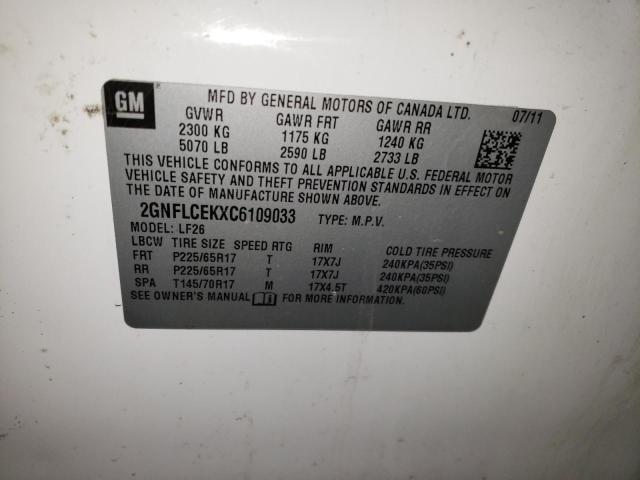 GM
MFD BY GENERAL MOTORS OF CANADA LTD. 07/11
GVWR GAWR FRT GAWR RR
2300 KG 1175 KG 1240 KG
5070 LB 2590 LB 2733 LB
THIS VEHICLE CONFORMS TO ALL APPLICABLE U.S. FEDERAL MOTOR
VEHICLE SAFETY AND THEFT PREVENTION STANDARDS IN EFFECT ON
THE DATE OF MANUFACTURE SHOWN ABOVE.
2GNFLCEKXC6109033 TYPE: M.P.V.
MODEL: LF26
LBCW TIRE SIZE SPEED RTG RIM COLD TIRE PRESSURE
FRT P225/65R17 T 17X7J 240KPA(35PSI)
RR P225/65R17 T 17X7J 240KPA(35PSI)
SPA T145/70R17 M 17X4.5T 420KPA(60PSI)
SEE OWNER'S MANUAL FOR MORE INFORMATION.